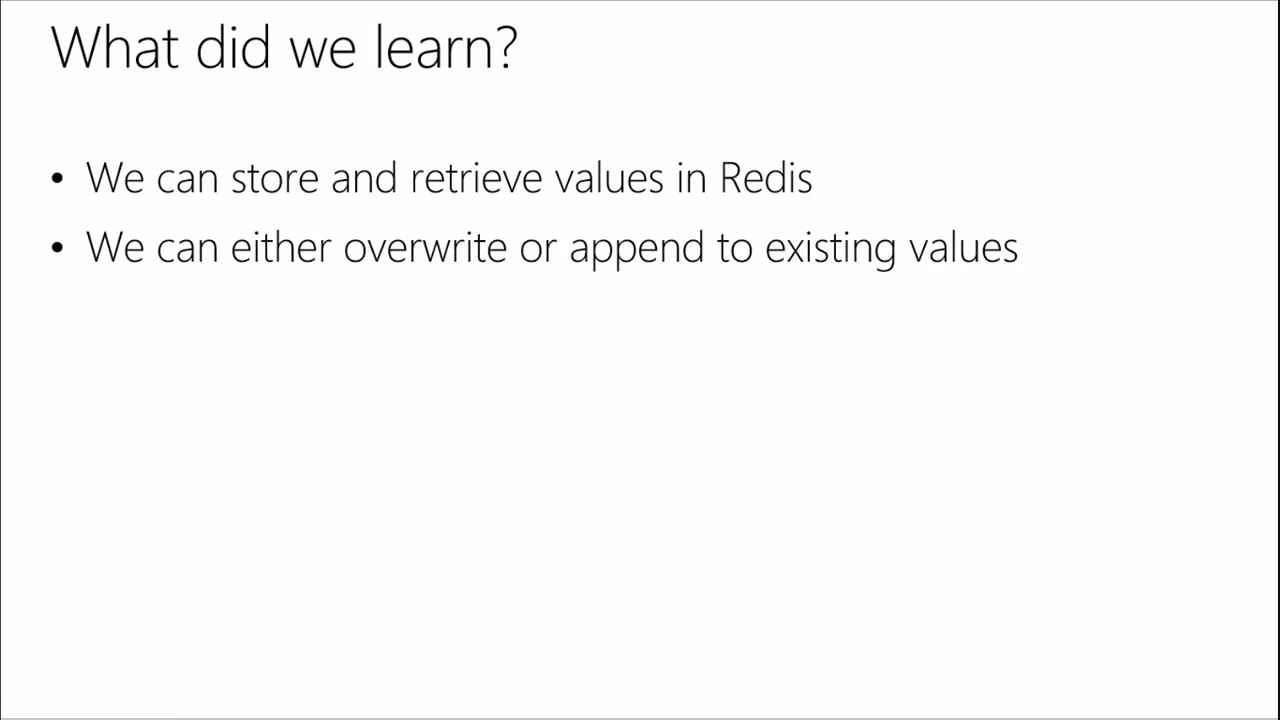 What did we learn?
• We can store and retrieve values in Redis
• We can either overwrite or append to existing values